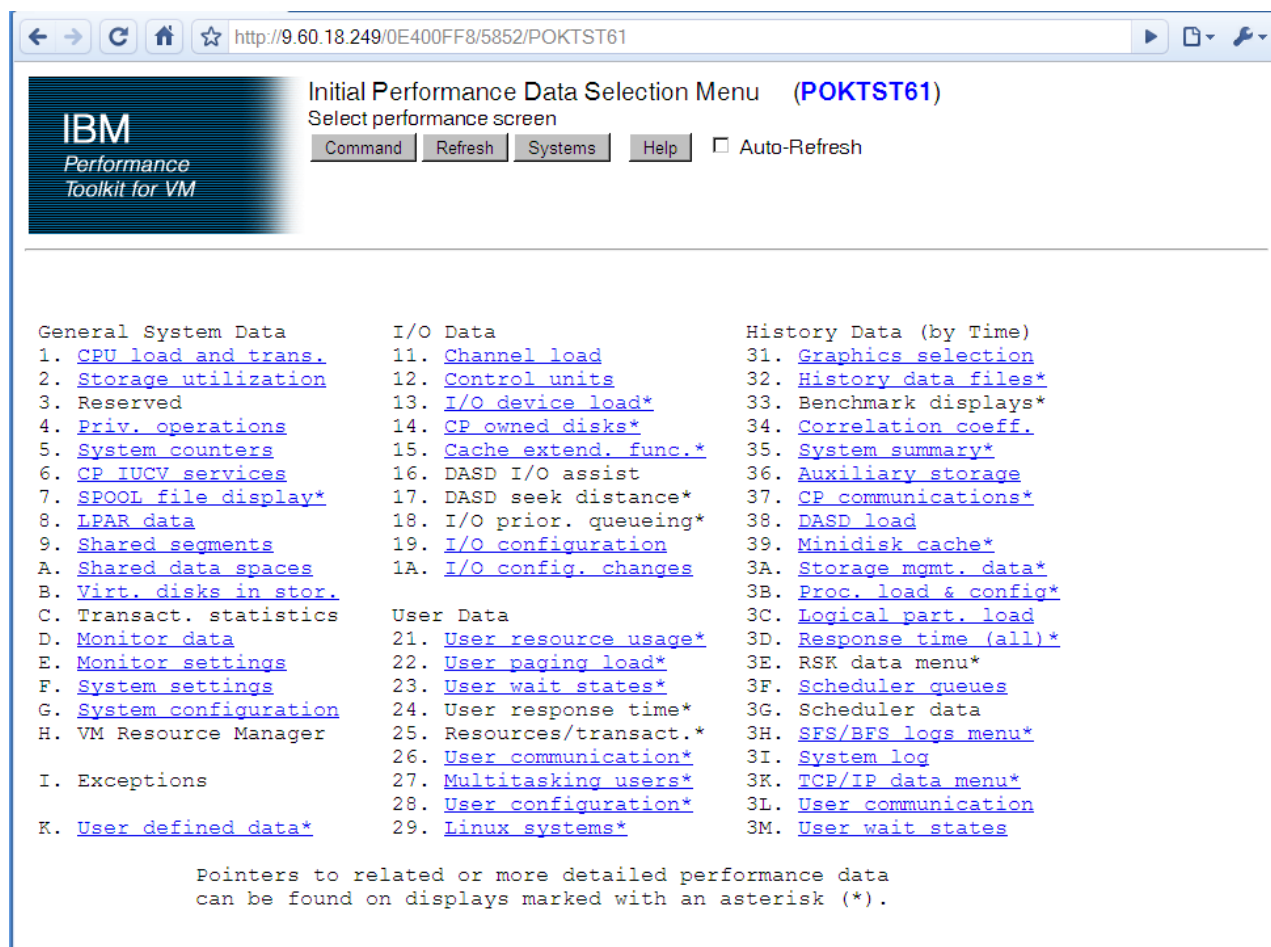 http://9.60.18.249/0E400FF8/5852/POKTST61
IBM
Performance
Toolkit for VM
Initial Performance Data Selection Menu (POKTST61)
Select performance screen
Command Refresh Systems Help Auto-Refresh
General System Data I/O Data History Data (by Time)
1. CPU load and trans. 11. Channel load 31. Graphics selection
2. Storage utilization 12. Control units 32. History data files*
3. Reserved 13. I/O device load* 33. Benchmark displays*
4. Priv. operations 14. CP owned disks* 34. Correlation coeff.
5. System counters 15. Cache extend. func.* 35. System summary*
6. CP IUCV services 16. DASD I/O assist 36. Auxiliary storage
7. SPOOL file display* 17. DASD seek distance* 37. CP communications*
8. LPAR data 18. I/O prior. queueing* 38. DASD load
9. Shared segments 19. I/O configuration 39. Minidisk cache*
A. Shared data spaces 1A. I/O config. changes 3A. Storage mgmt. data*
B. Virt. disks in stor. 3B. Proc. load & config*
C. Transact. statistics User Data 3C. Logical part. load
D. Monitor data 21. User resource usage* 3D. Response time (all)*
E. Monitor settings 22. User paging load* 3E. RSK data menu*
F. System settings 23. User wait states* 3F. Scheduler queues
G. System configuration 24. User response time* 3G. Scheduler data
H. VM Resource Manager 25. Resources/transact.* 3H. SFS/BFS logs menu*
26. User communication* 3I. System log
I. Exceptions 27. Multitasking users* 3K. TCP/IP data menu*
28. User configuration* 3L. User communication
K. User defined data* 29. Linux systems* 3M. User wait states
Pointers to related or more detailed performance data
can be found on displays marked with an asterisk (*).